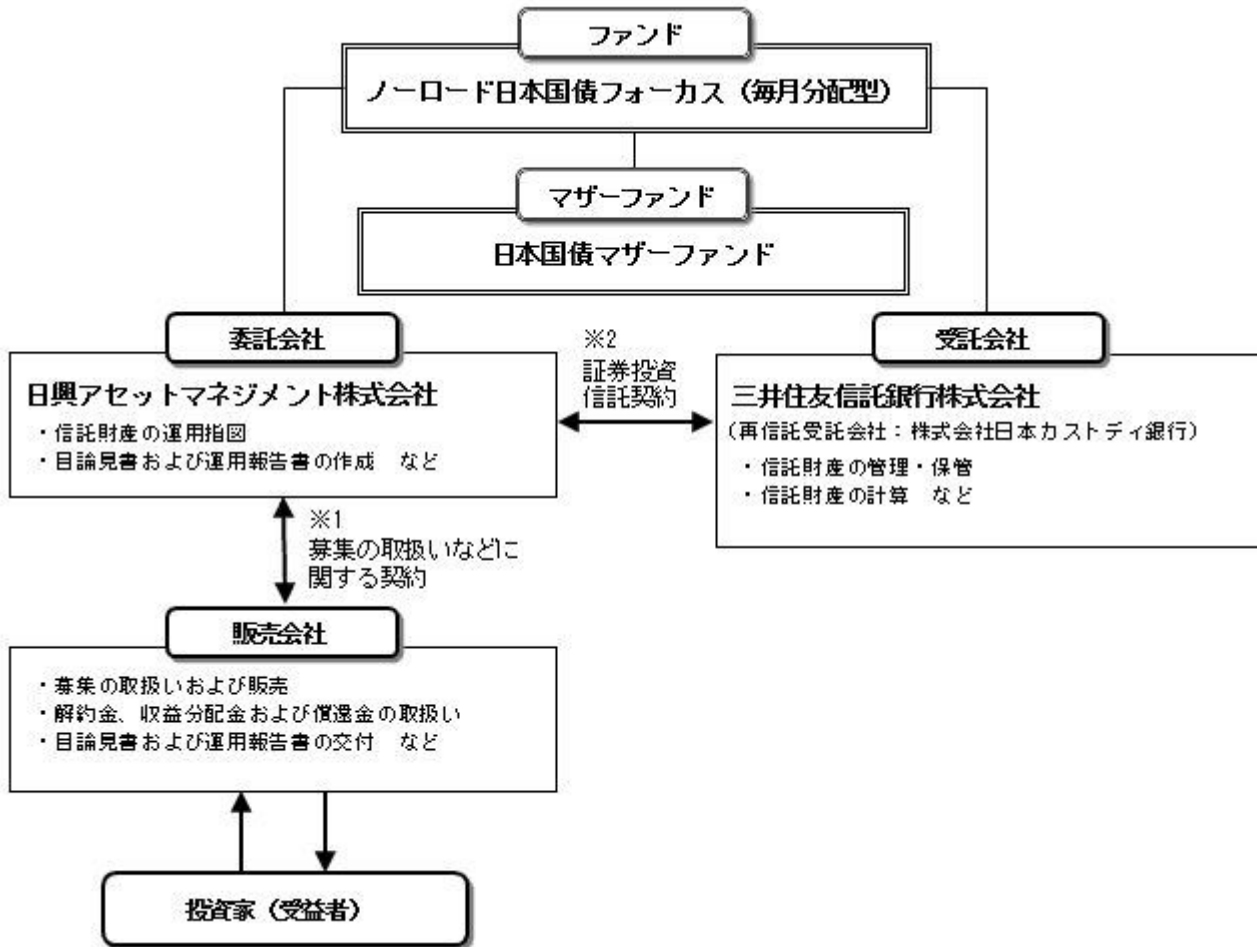 ファンド
ノーロード日本国債フォーカス（毎月分配型）
マザーファンド
日本国債マザーファンド
委託会社
日興アセットマネジメント株式会社
・信託財産の運用指図
・目論見書および運用報告書の作成　など
※2
証券投資
信託契約
受託会社
三井住友信託銀行株式会社
（再信託受託会社：株式会社日本カストディ銀行）
・信託財産の管理・保管
・信託財産の計算　など
※1
募集の取扱いなどに
関する契約
販売会社
・募集の取扱いおよび販売
・解約金、収益分配金および償還金の取扱い
・目論見書および運用報告書の交付　など
投資家（受益者）